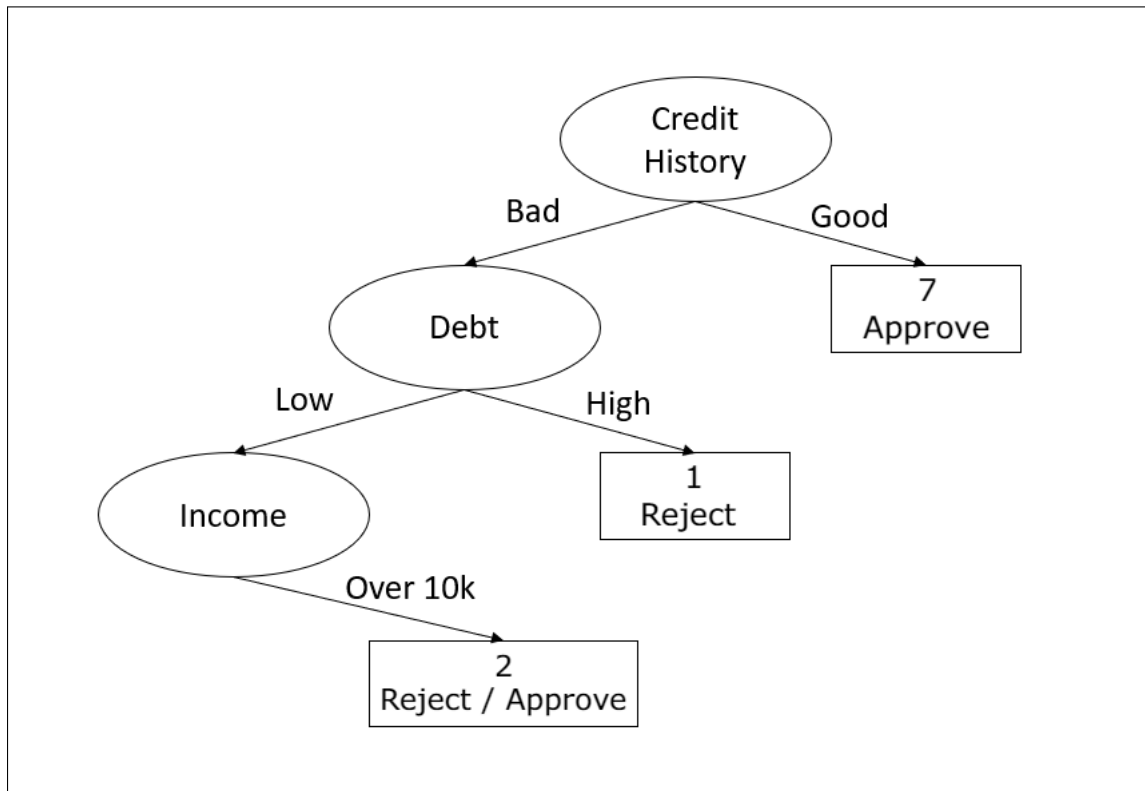 Credit
History
Bad
Good
7
Approve
Debt
Low
High
1
Reject
Income
Over 10k
2
Reject / Approve